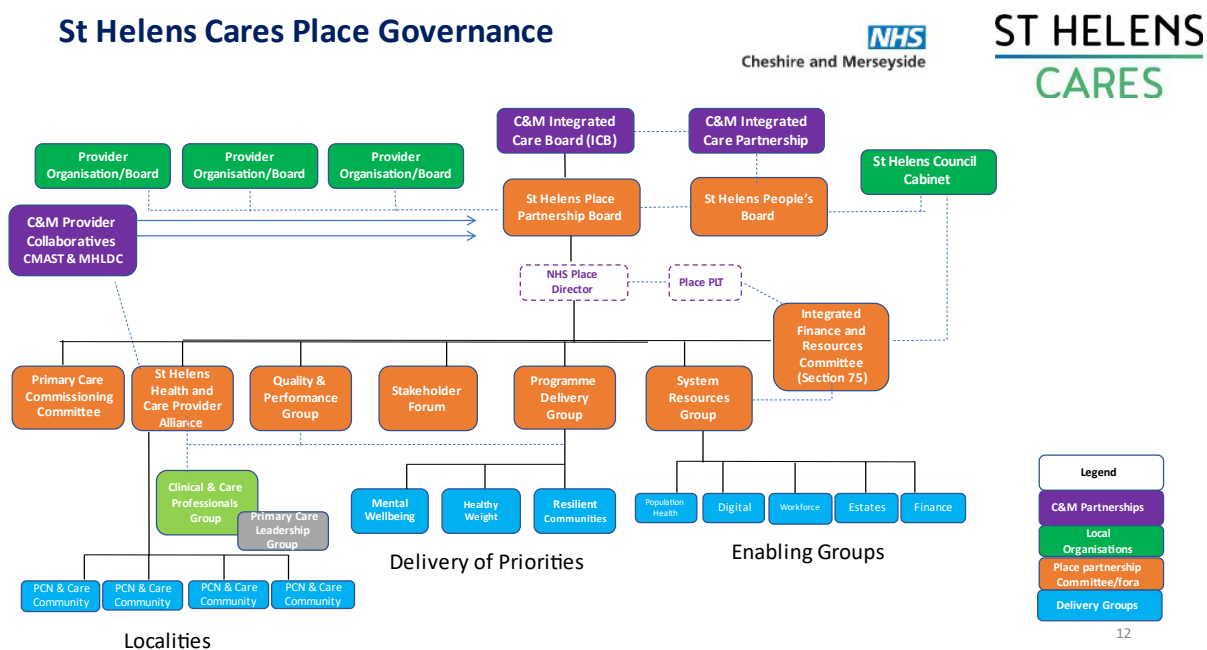 St Helens Cares Place Governance
NHS
Cheshire and Merseyside
ST HELENS
CARES
C&M Integrated
Care Board (ICB)
C&M Integrated
Care Partnership
Provider
Organisation/Board
Provider
Organisation/Board
Provider
Organisation/Board
St Helens Council
Cabinet
St Helens Place
Partnership Board
St Helens People's
Board
C&M Provider
Collaboratives
CMAST & MHLDC
NHS Place
Director
Place PLT
Integrated
Finance and
Resources
Committee
(Section 75)
Primary Care
Commissioning
Committee
St Helens
Health and
Care Provider
Alliance
Quality &
Performance
Group
Stakeholder
Forum
Programme
Delivery
Group
System
Resources
Group
Clinical & Care
Professionals
Group
Primary Care
Leadership
Group
Mental
Wellbeing
Healthy
Weight
Resilient
Communities
Population
Health
Digital
Workforce
Estates
Finance
Delivery of Priorities
Enabling Groups
PCN & Care
Community
PCN & Care
Community
PCN & Care
Community
PCN & Care
Community
Localities
Legend
C&M Partnerships
Local
Organisations
Place partnership
Committee/fora
Delivery Groups
12